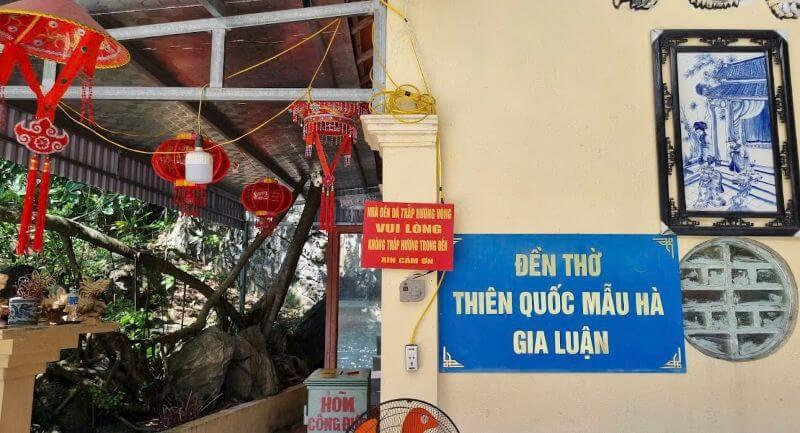 NHÀ ĐỀN ĐÃ THẮP HƯƠNG VÒNG
VUI LÒNG
KHÔNG THẮP HƯƠNG TRONG ĐỀN
XIN CẢM ƠN
ĐỀN THỜ
THIÊN QUỐC MẪU HÀ
GIA LUẬN
HÒM
CÔNG ĐỨC